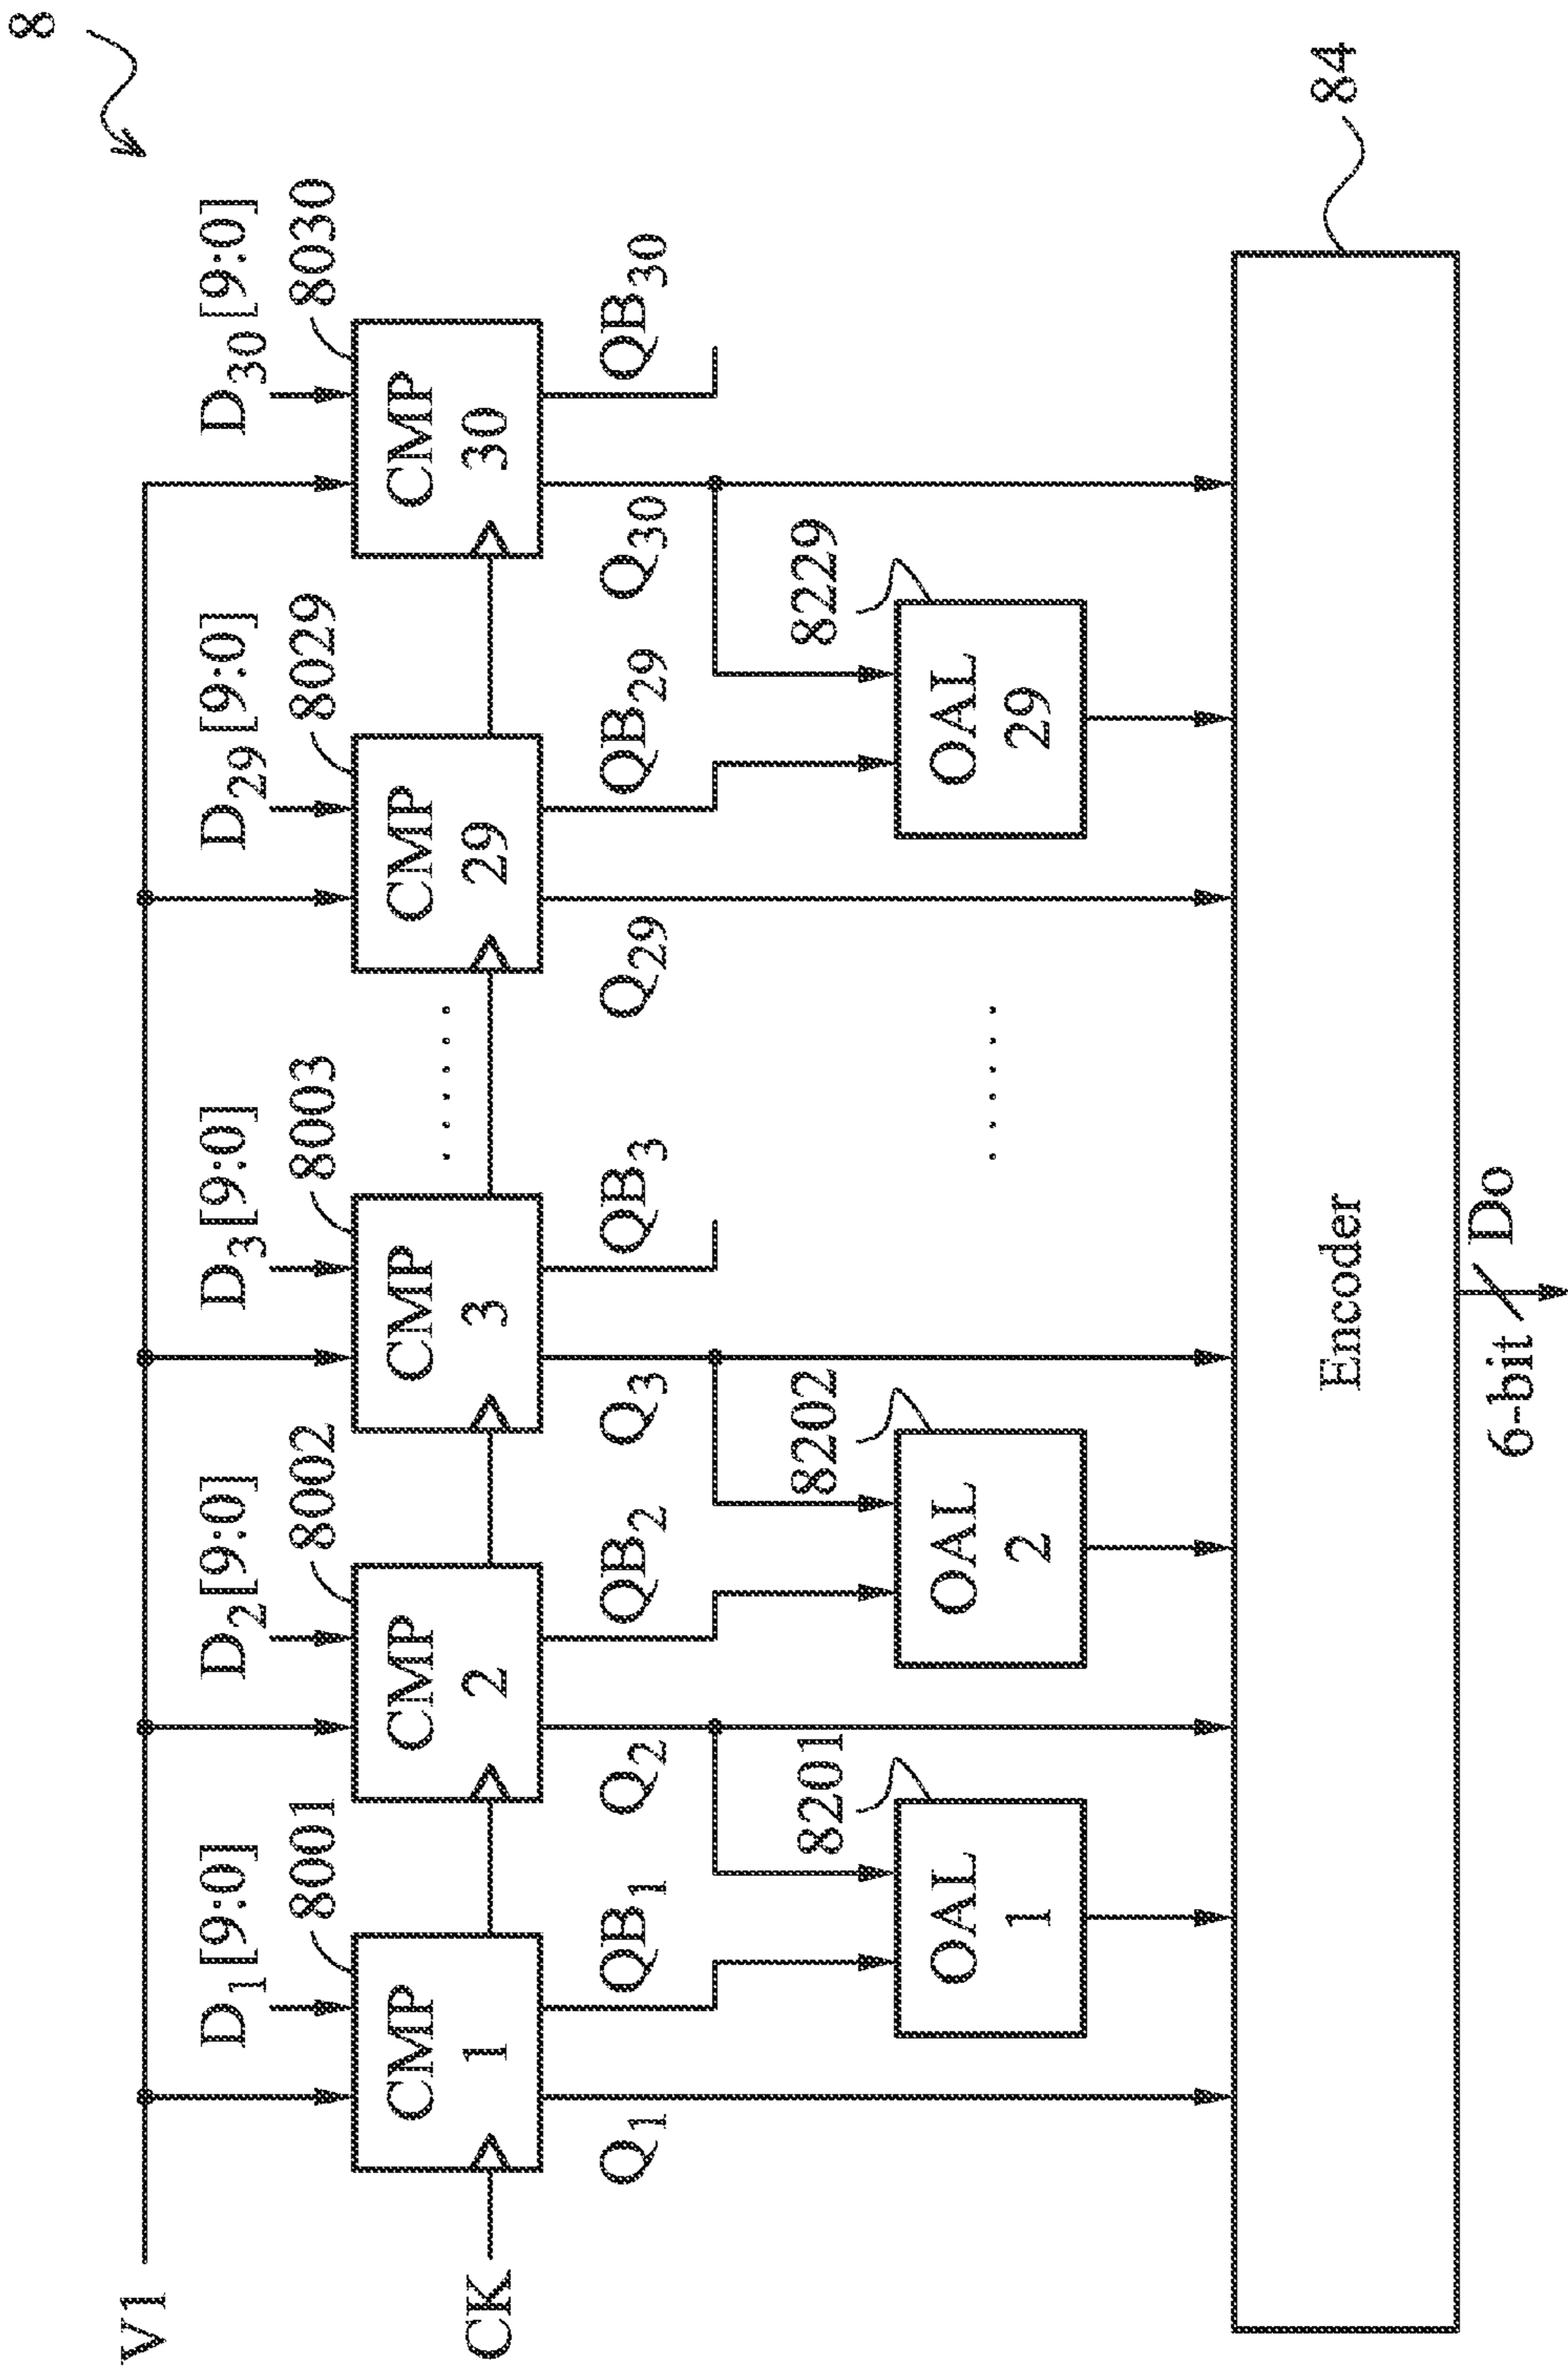 8
V1
D1[9:0]
D2[9:0]
D3[9:0]
D29[9:0]
D30[9:0]
8001
8002
8003
8029
8030
CK
CMP
1
CMP
2
CMP
3
. . . . . .
CMP
29
CMP
30
Q1
QB1
Q2
QB2
Q3
QB3
Q29
QB29
Q30
QB30
8201
8202
8229
OAL
1
OAL
2
. . . . . .
OAL
29
Encoder
84
6-bit
Do